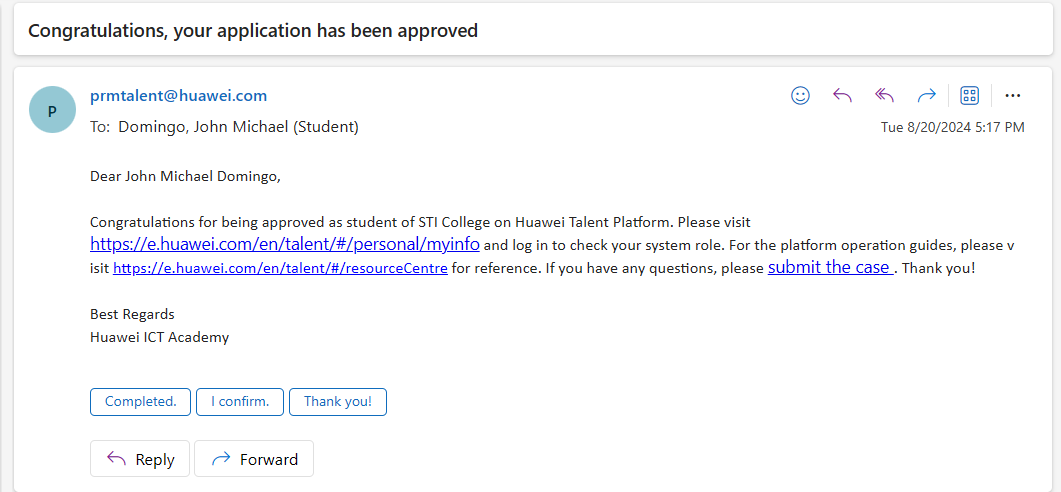 Congratulations, your application has been approved
P
prmtalent@huawei.com
To: Domingo, John Michael (Student)
Tue 8/20/2024 5:17 PM
Dear John Michael Domingo,
Congratulations for being approved as student of STI College on Huawei Talent Platform. Please visit
https://e.huawei.com/en/talent/#/personal/myinfo and log in to check your system role. For the platform operation guides, please v
isit https://e.huawei.com/en/talent/#/resourceCentre for reference. If you have any questions, please submit the case . Thank you!
Best Regards
Huawei ICT Academy
Completed. I confirm. Thank you!
Reply Forward